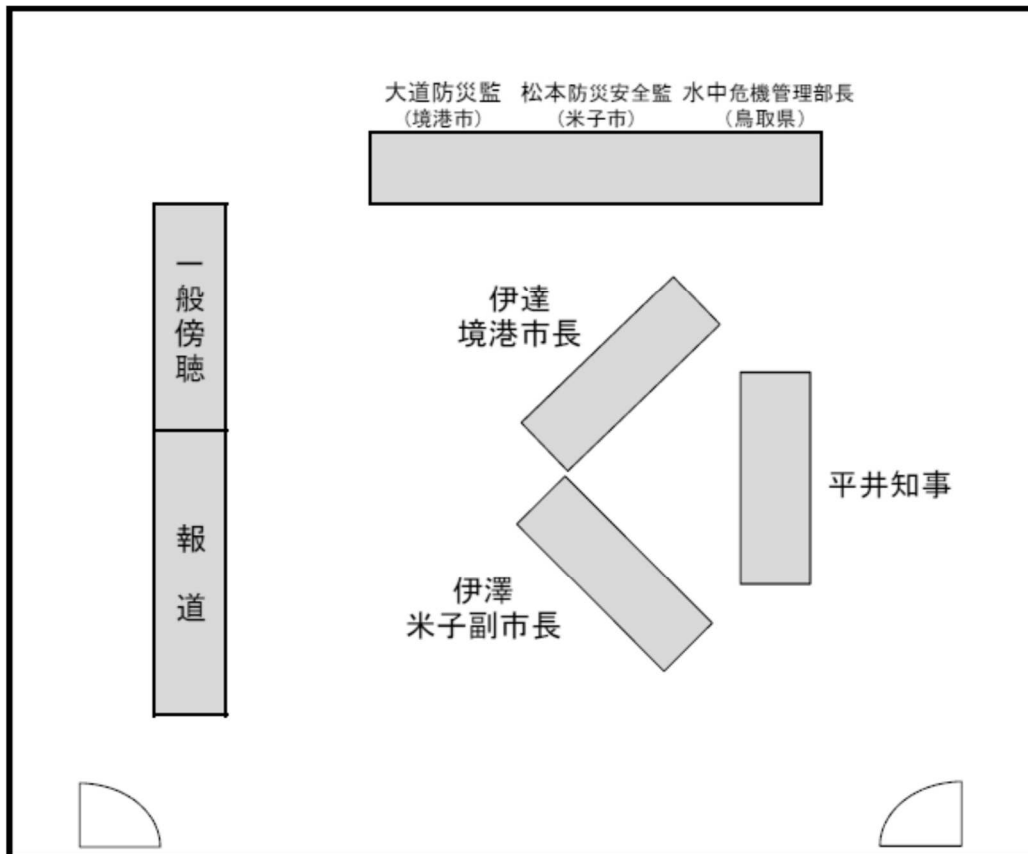 大道防災監 松本防災安全監 水中危機管理部長
（境港市） （米子市） （鳥取県）
一般傍聴
伊達
境港市長
平井知事
報道
伊澤
米子副市長